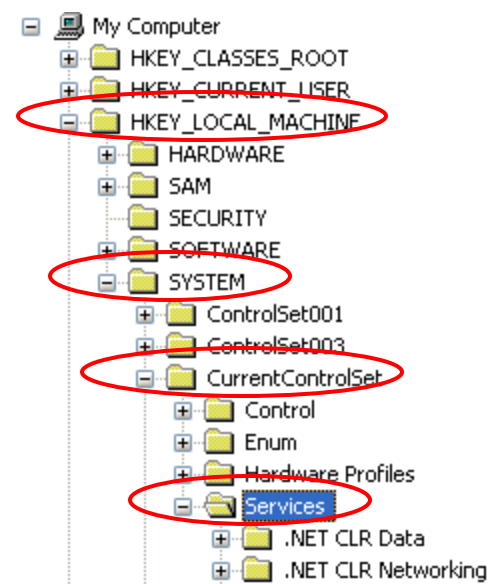 My Computer
HKEY_CLASSES_ROOT
HKEY_CURRENT_USER
HKEY_LOCAL_MACHINE
HARDWARE
SAM
SECURITY
SOFTWARE
SYSTEM
ControlSet001
ControlSet003
CurrentControlSet
Control
Enum
Hardware Profiles
Services
.NET CLR Data
.NET CLR Networking